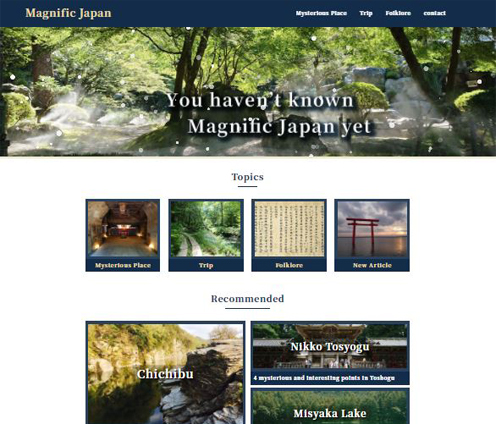 Magnific Japan
Mysterious Place Trip Folklore contact
You haven't known
Magnific Japan yet
Topics
Mysterious Place Trip Folklore New Article
Recommended
Chichibu
Nikko Tosyogu
4 mysterious and interesting points in Toshogu
Misyaka Lake